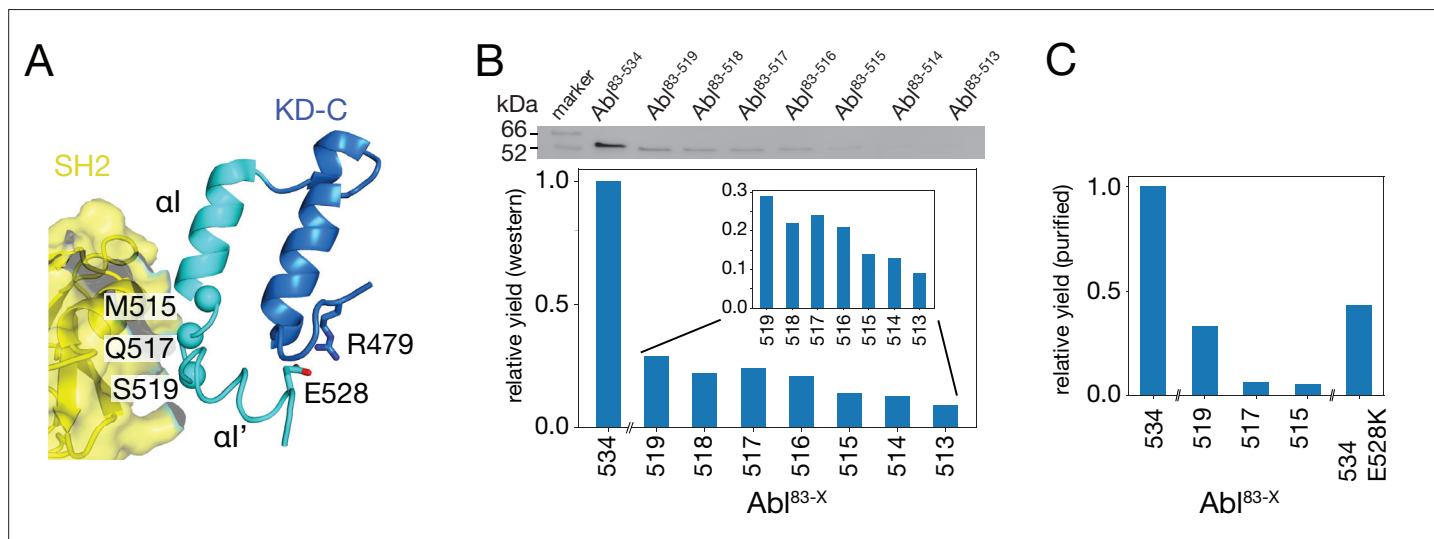 A
SH2
KD-C
αI
M515
Q517
S519
R479
E528
αI’
B
kDa
marker
Abl83-534
Abl83-519
Abl83-518
Abl83-517
Abl83-516
Abl83-515
Abl83-514
Abl83-513
66
52
relative yield (western)
1.0
0.5
0.0
0.3
0.2
0.1
0.0
519
518
517
516
515
514
513
534
519
518
517
516
515
514
513
Abl83-X
C
relative yield (purified)
1.0
0.5
0.0
534
519
517
515
534
E528K
Abl83-X